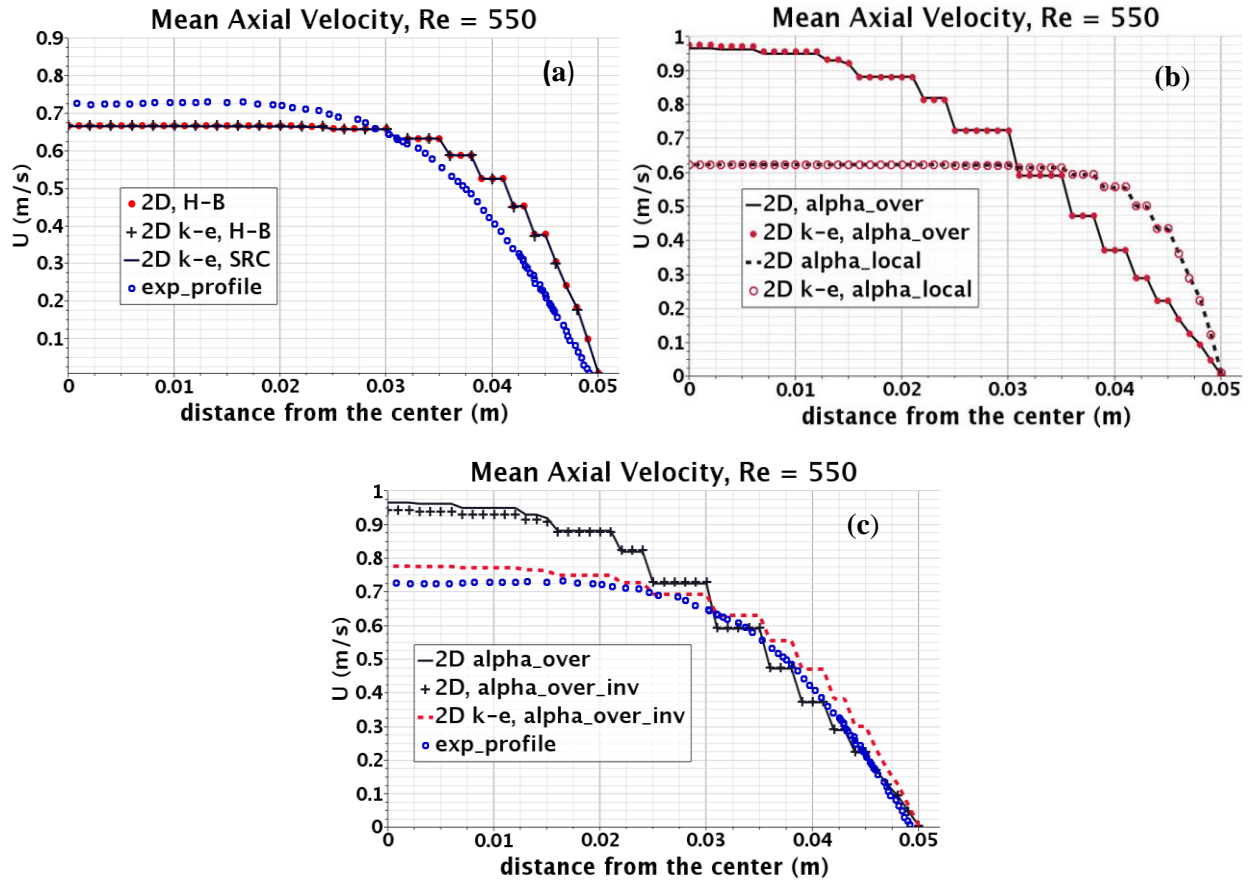 Mean Axial Velocity, Re = 550
(a)
0.9
0.8
0.7
0.6
0.5
0.4
0.3
0.2
0.1
U (m/s)
2D, H-B
2D k-e, H-B
2D k-e, SRC
exp_profile
0 0.01 0.02 0.03 0.04 0.05
distance from the center (m)
Mean Axial Velocity, Re = 550
(b)
1
0.9
0.8
0.7
0.6
0.5
0.4
0.3
0.2
0.1
0
U (m/s)
2D, alpha_over
2D k-e, alpha_over
2D alpha_local
2D k-e, alpha_local
0 0.01 0.02 0.03 0.04 0.05
distance from the center (m)
Mean Axial Velocity, Re = 550
(c)
1
0.9
0.8
0.7
0.6
0.5
0.4
0.3
0.2
0.1
0
U (m/s)
2D alpha_over
2D, alpha_over_inv
2D k-e, alpha_over_inv
exp_profile
0 0.01 0.02 0.03 0.04 0.05
distance from the center (m)